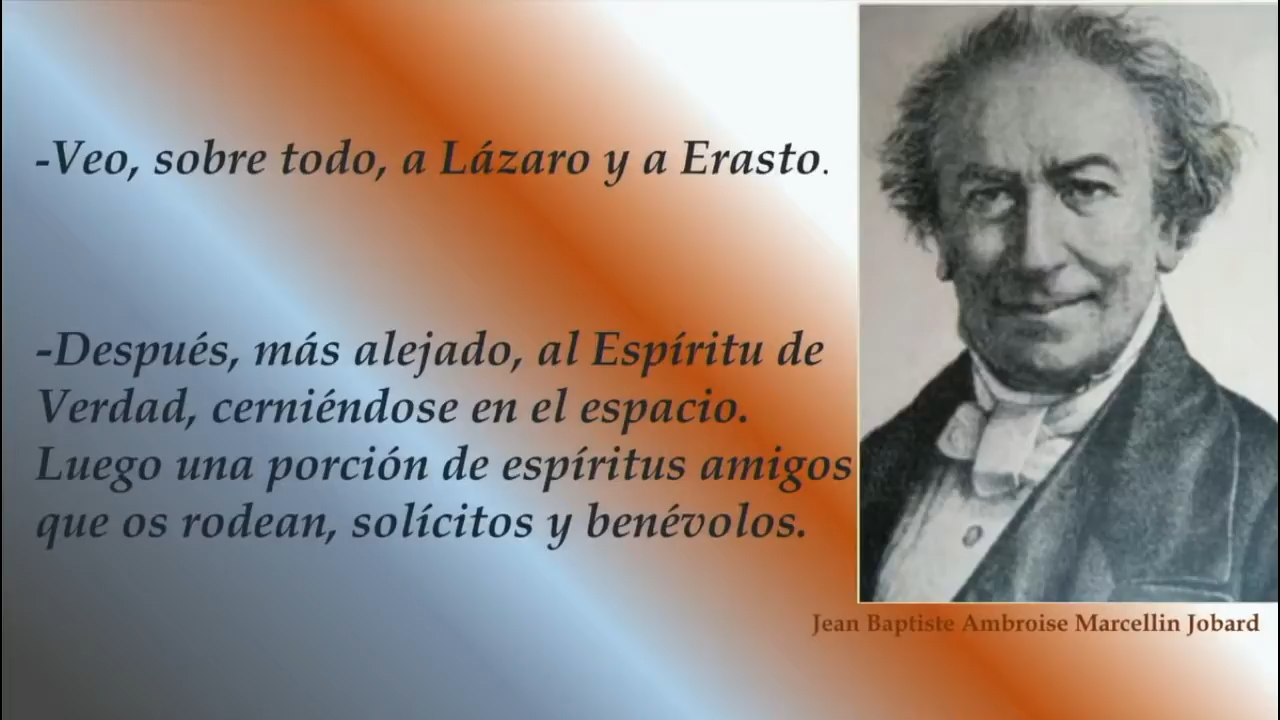 -Veo, sobre todo, a Lázaro y a Erasto.
-Después, más alejado, al Espíritu de
Verdad, cerniéndose en el espacio.
Luego una porción de espíritus amigos
que os rodean, solícitos y benévolos.
Jean Baptiste Ambroise Marcellin Jobard